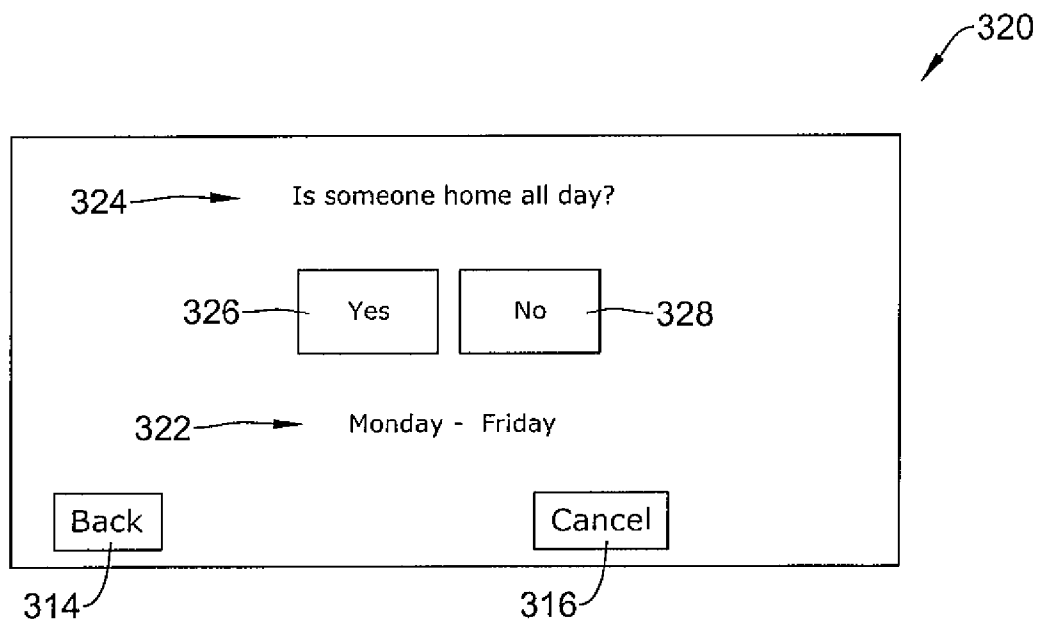 320
324 Is someone home all day?
326 Yes No 328
322 Monday - Friday
Back Cancel
314 316